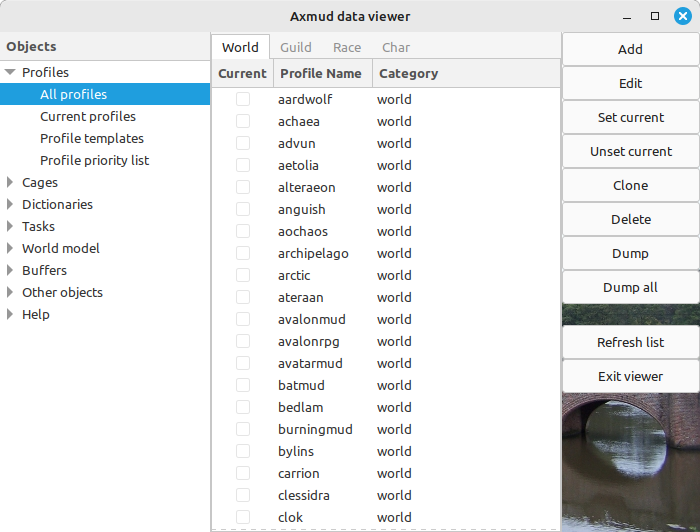 Axmud data viewer
Objects
Profiles
All profiles
Current profiles
Profile templates
Profile priority list
Cages
Dictionaries
Tasks
World model
Buffers
Other objects
Help
World Guild Race Char
Current Profile Name Category
aardwolf world
achaea world
advun world
aetolia world
alteraeon world
anguish world
aochaos world
archipelago world
arctic world
ateraan world
avalonmud world
avalonrpg world
avatarmud world
batmud world
bedlam world
burningmud world
bylins world
carrion world
clessidra world
clok world
Add
Edit
Set current
Unset current
Clone
Delete
Dump
Dump all
Refresh list
Exit viewer